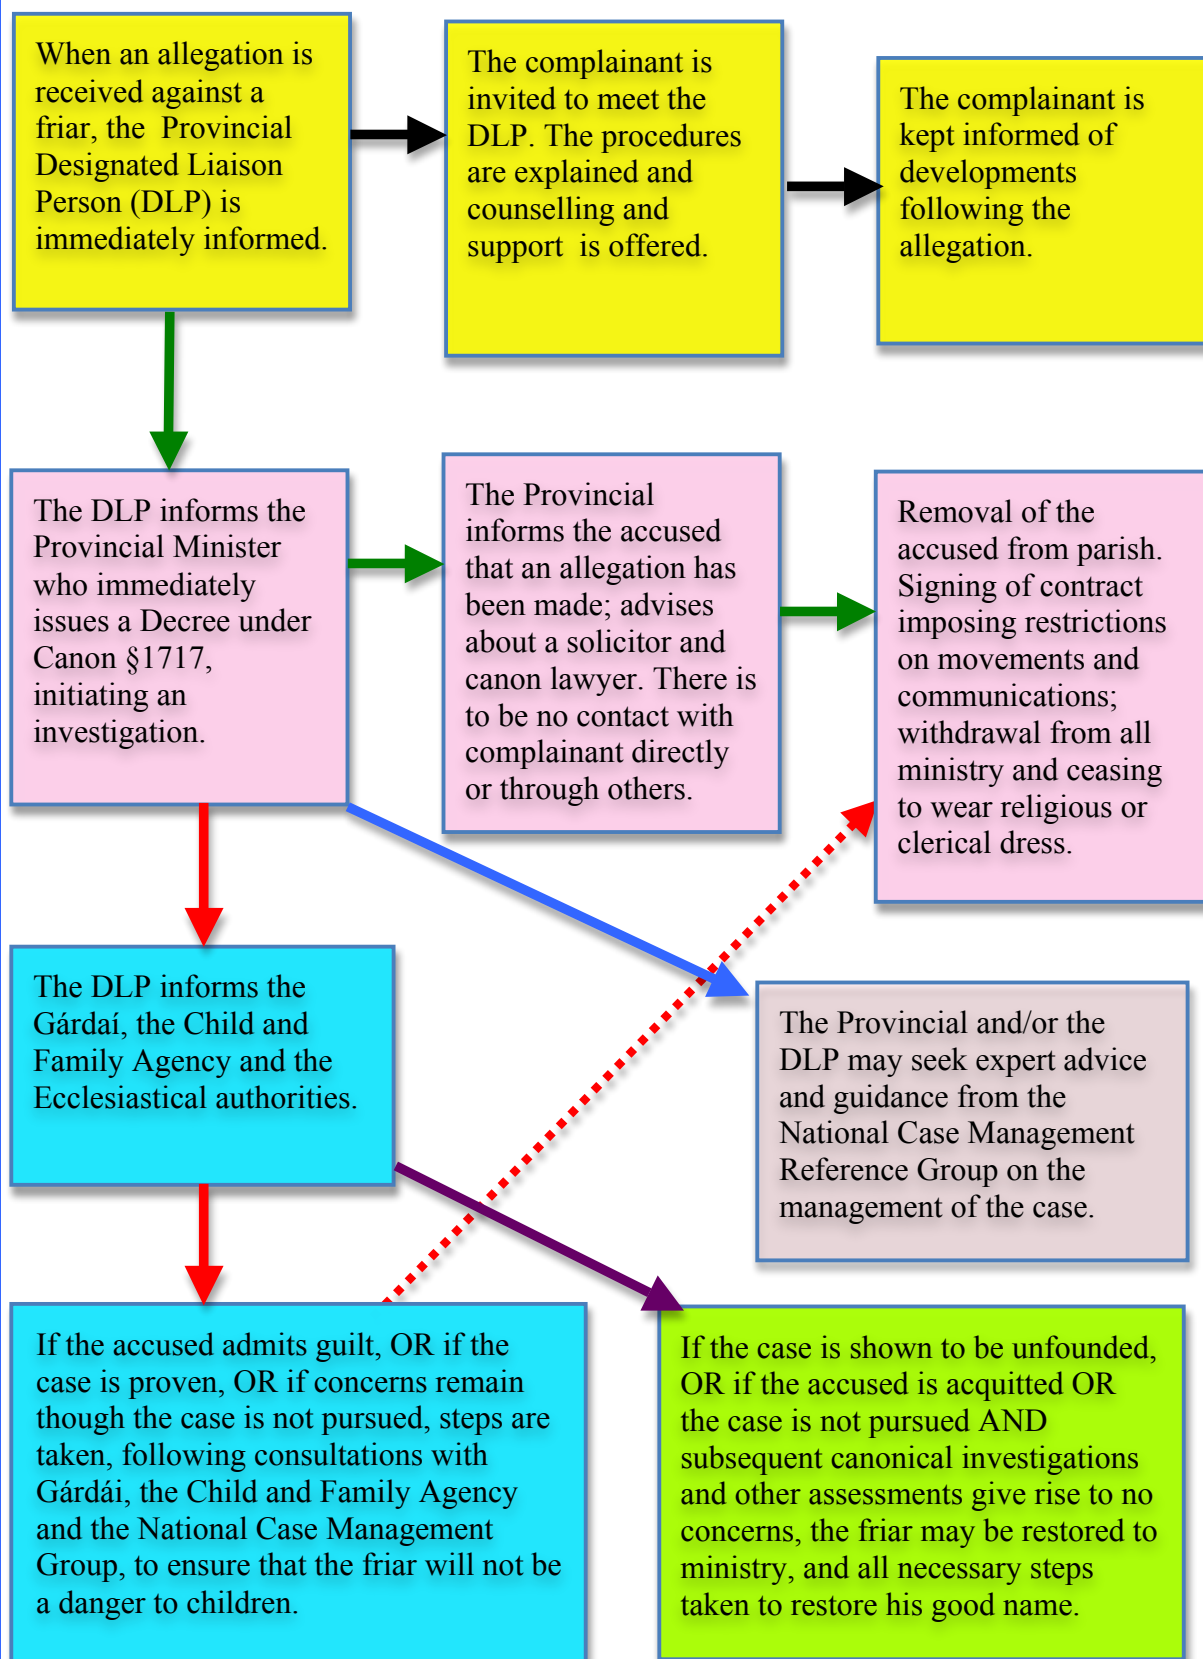 When an allegation is
received against a
friar, the Provincial
Designated Liaison
Person (DLP) is
immediately informed.
The complainant is
invited to meet the
DLP. The procedures
are explained and
counselling and
support is offered.
The complainant is
kept informed of
developments
following the
allegation.
The DLP informs the
Provincial Minister
who immediately
issues a Decree under
Canon §1717,
initiating an
investigation.
The Provincial
informs the accused
that an allegation has
been made; advises
about a solicitor and
canon lawyer. There is
to be no contact with
complainant directly
or through others.
Removal of the
accused from parish.
Signing of contract
imposing restrictions
on movements and
communications;
withdrawal from all
ministry and ceasing
to wear religious or
clerical dress.
The DLP informs the
Gárdaí, the Child and
Family Agency and the
Ecclesiastical authorities.
The Provincial and/or the
DLP may seek expert advice
and guidance from the
National Case Management
Reference Group on the
management of the case.
If the accused admits guilt, OR if the
case is proven, OR if concerns remain
though the case is not pursued, steps are
taken, following consultations with
Gárdái, the Child and Family Agency
and the National Case Management
Group, to ensure that the friar will not be
a danger to children.
If the case is shown to be unfounded,
OR if the accused is acquitted OR
the case is not pursued AND
subsequent canonical investigations
and other assessments give rise to no
concerns, the friar may be restored to
ministry, and all necessary steps
taken to restore his good name.